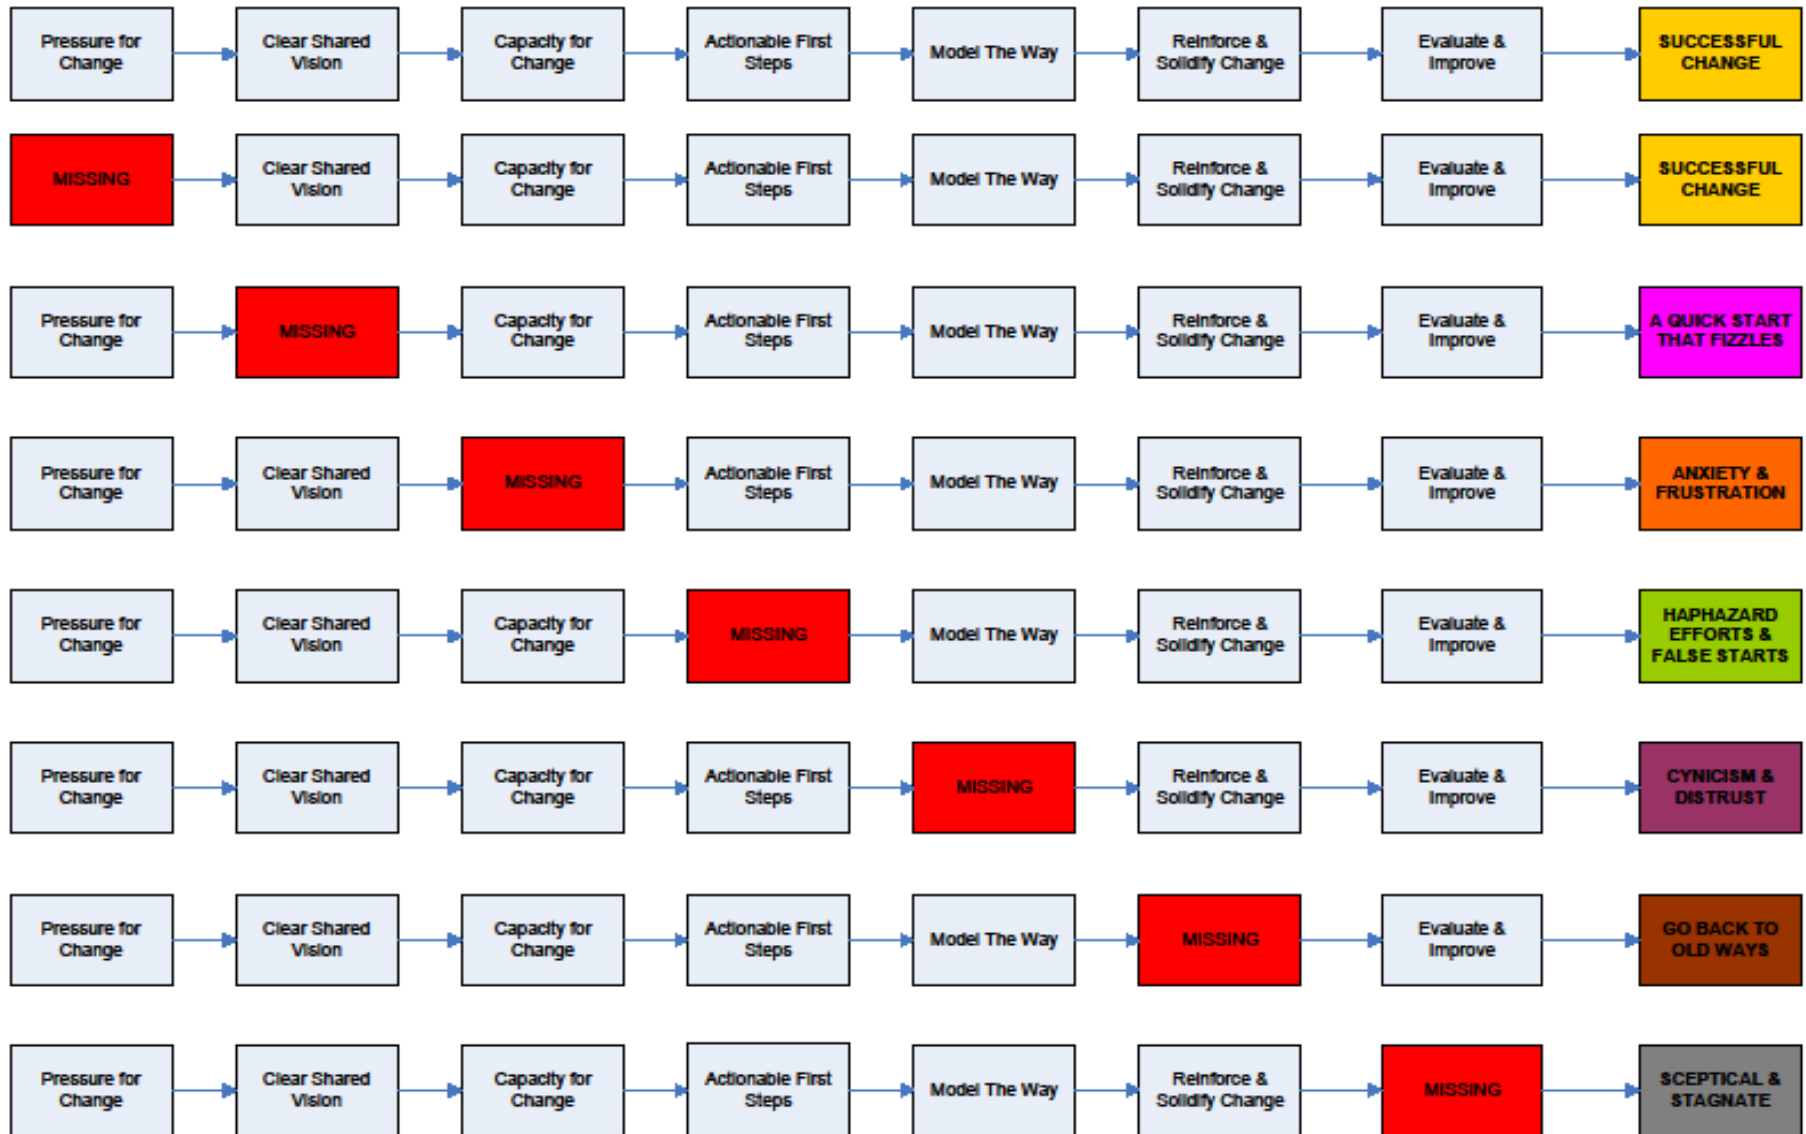 Pressure for
Change
Clear Shared
Vision
Capacity for
Change
Actionable First
Steps
Model The Way
Reinforce &
Solidify Change
Evaluate &
Improve
SUCCESSFUL
CHANGE
MISSING
Clear Shared
Vision
Capacity for
Change
Actionable First
Steps
Model The Way
Reinforce &
Solidify Change
Evaluate &
Improve
SUCCESSFUL
CHANGE
Pressure for
Change
MISSING
Capacity for
Change
Actionable First
Steps
Model The Way
Reinforce &
Solidify Change
Evaluate &
Improve
A QUICK START
THAT FIZZLES
Pressure for
Change
Clear Shared
Vision
MISSING
Actionable First
Steps
Model The Way
Reinforce &
Solidify Change
Evaluate &
Improve
ANXIETY &
FRUSTRATION
Pressure for
Change
Clear Shared
Vision
Capacity for
Change
MISSING
Model The Way
Reinforce &
Solidify Change
Evaluate &
Improve
HAPHAZARD
EFFORTS &
FALSE STARTS
Pressure for
Change
Clear Shared
Vision
Capacity for
Change
Actionable First
Steps
MISSING
Reinforce &
Solidify Change
Evaluate &
Improve
CYNICISM &
DISTRUST
Pressure for
Change
Clear Shared
Vision
Capacity for
Change
Actionable First
Steps
Model The Way
MISSING
Evaluate &
Improve
GO BACK TO
OLD WAYS
Pressure for
Change
Clear Shared
Vision
Capacity for
Change
Actionable First
Steps
Model The Way
Reinforce &
Solidify Change
MISSING
SCEPTICAL &
STAGNATE